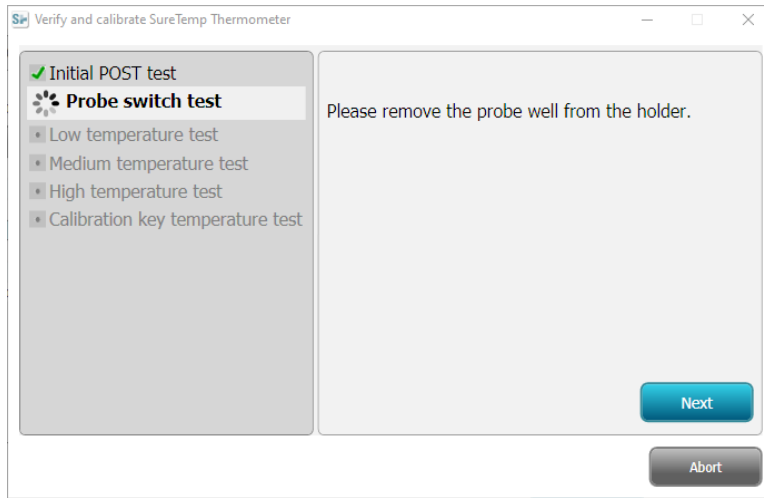 Verify and calibrate SureTemp Thermometer
Initial POST test
Probe switch test
Low temperature test
Medium temperature test
High temperature test
Calibration key temperature test
Please remove the probe well from the holder.
Next
Abort